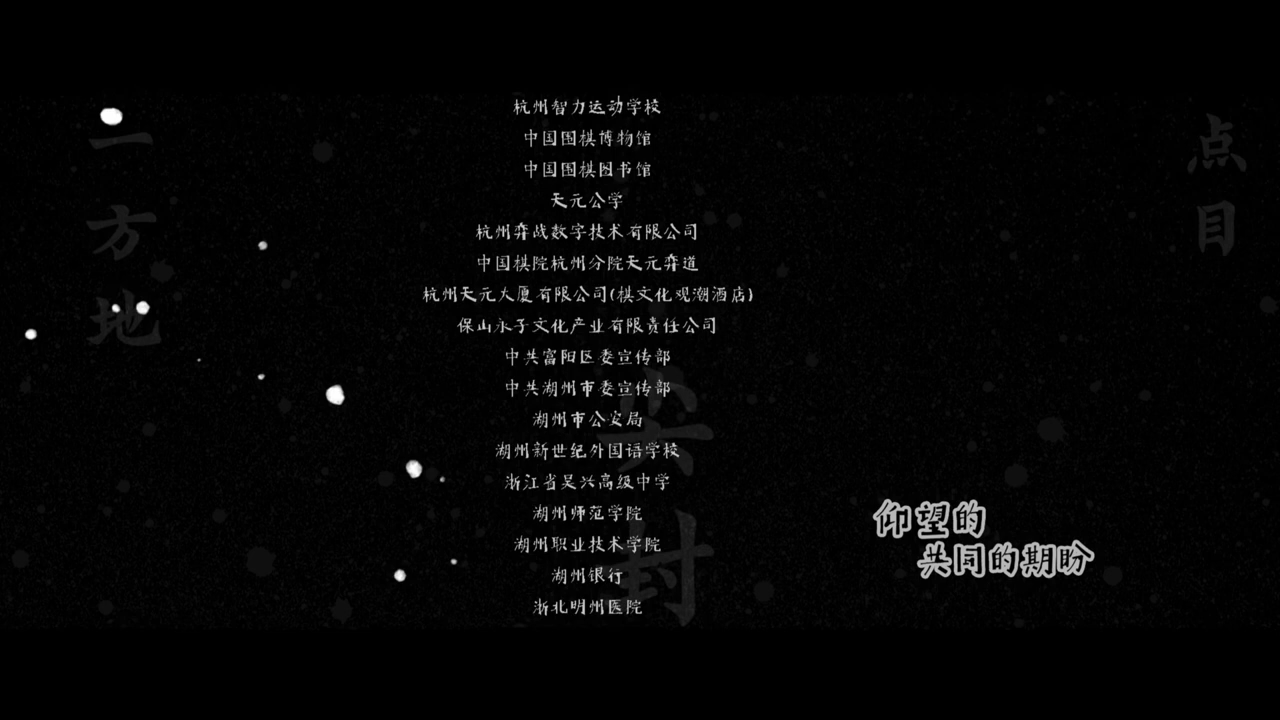 杭州智力运动学校
中国围棋博物馆
中国围棋图书馆
天元公学
杭州弈战数字技术有限公司
中国棋院杭州分院天元弈道
杭州天元大厦有限公司(棋文化观潮酒店)
保山永子文化产业有限责任公司
中共富阳区委宣传部
中共湖州市委宣传部
湖州市公安局
湖州新世纪外国语学校
浙江省吴兴高级中学
湖州师范学院
湖州职业技术学院
湖州银行
浙北明州医院
一方地
点目
尖封
仰望的
共同的期盼